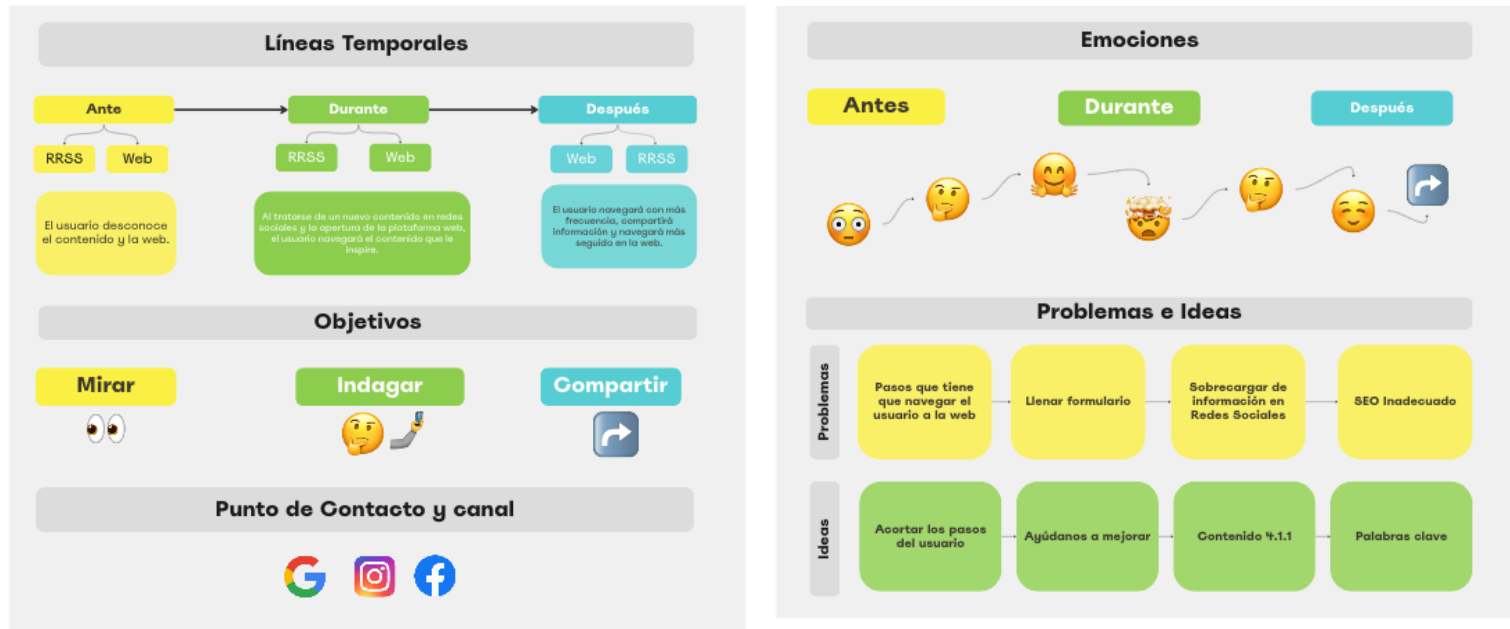 Líneas Temporales
Ante
Durante
Después
RRSS
Web
RRSS
Web
Web
RRSS
El usuario desconoce
el contenido y la web.
Al tratarse de un nuevo contenido en redes
sociales y la apertura de la plataforma web,
el usuario navegará el contenido que le
inspire.
El usuario navegará con más
frecuencia, compartirá
información y navegará más
seguido en la web.
Objetivos
Mirar
Indagar
Compartir
Punto de Contacto y canal
Emociones
Antes
Durante
Después
Problemas e Ideas
Problemas
Pasos que tiene
que navegar el
usuario a la web
Llenar formulario
Sobrecargar de
información en
Redes Sociales
SEO Inadecuado
Ideas
Acortar los pasos
del usuario
Ayúdanos a mejorar
Contenido 4.1.1
Palabras clave